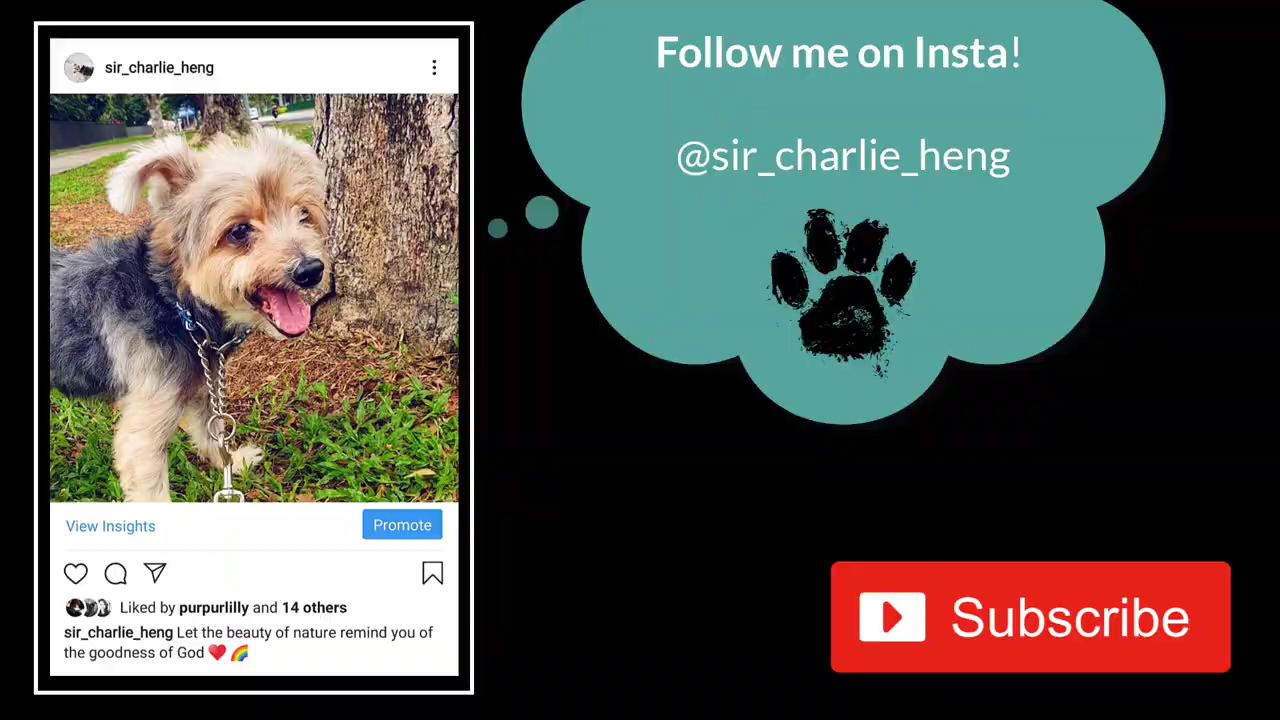 sir_charlie_heng
View Insights
Promote
Liked by purpurlilly and 14 others
sir_charlie_heng Let the beauty of nature remind you of
the goodness of God ❤️🌈
Follow me on Insta!
@sir_charlie_heng
Subscribe